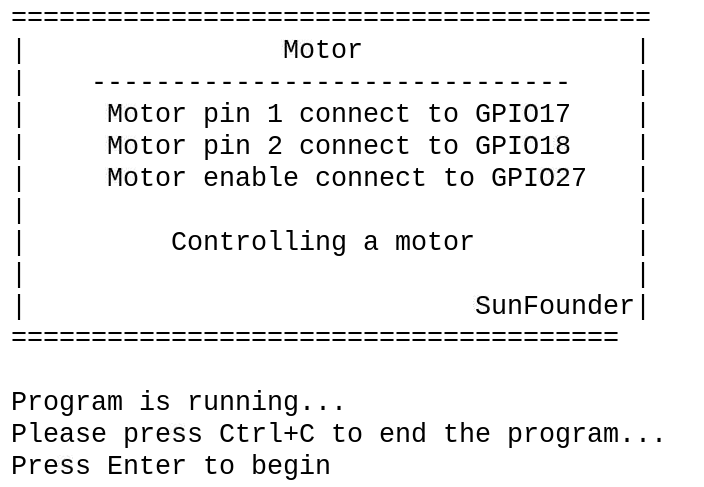 ========================================
|                Motor                 |
|    ------------------------------    |
|     Motor pin 1 connect to GPIO17    |
|     Motor pin 2 connect to GPIO18    |
|     Motor enable connect to GPIO27   |
|                                      |
|         Controlling a motor          |
|                                      |
|                            SunFounder|
======================================
Program is running...
Please press Ctrl+C to end the program...
Press Enter to begin